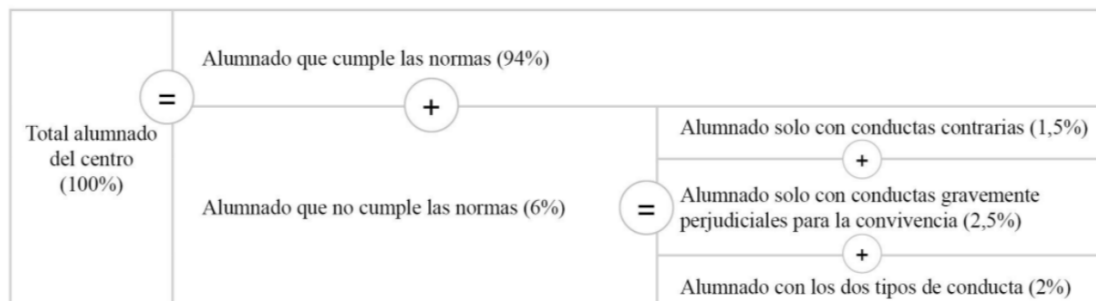 Alumnado que cumple las normas (94%)
=
+
Total alumnado
del centro
(100%)
Alumnado que no cumple las normas (6%)
=
Alumnado solo con conductas contrarias (1,5%)
+
Alumnado solo con conductas gravemente
perjudiciales para la convivencia (2,5%)
+
Alumnado con los dos tipos de conducta (2%)